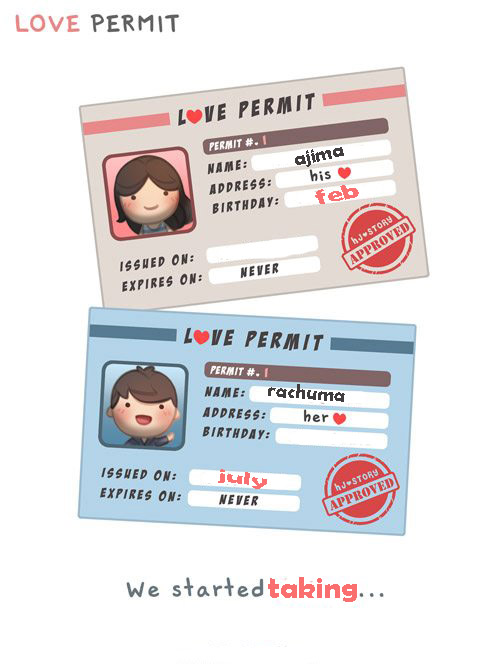 LOVE PERMIT
L❤VE PERMIT
PERMIT #. 1
NAME: ajima
ADDRESS: his ❤
BIRTHDAY: feb
ISSUED ON:
EXPIRES ON: NEVER
HJ♥STORY
APPROVED
L❤VE PERMIT
PERMIT #. 1
NAME: rachuma
ADDRESS: her ❤
BIRTHDAY:
ISSUED ON: july
EXPIRES ON: NEVER
HJ♥STORY
APPROVED
We started taking...